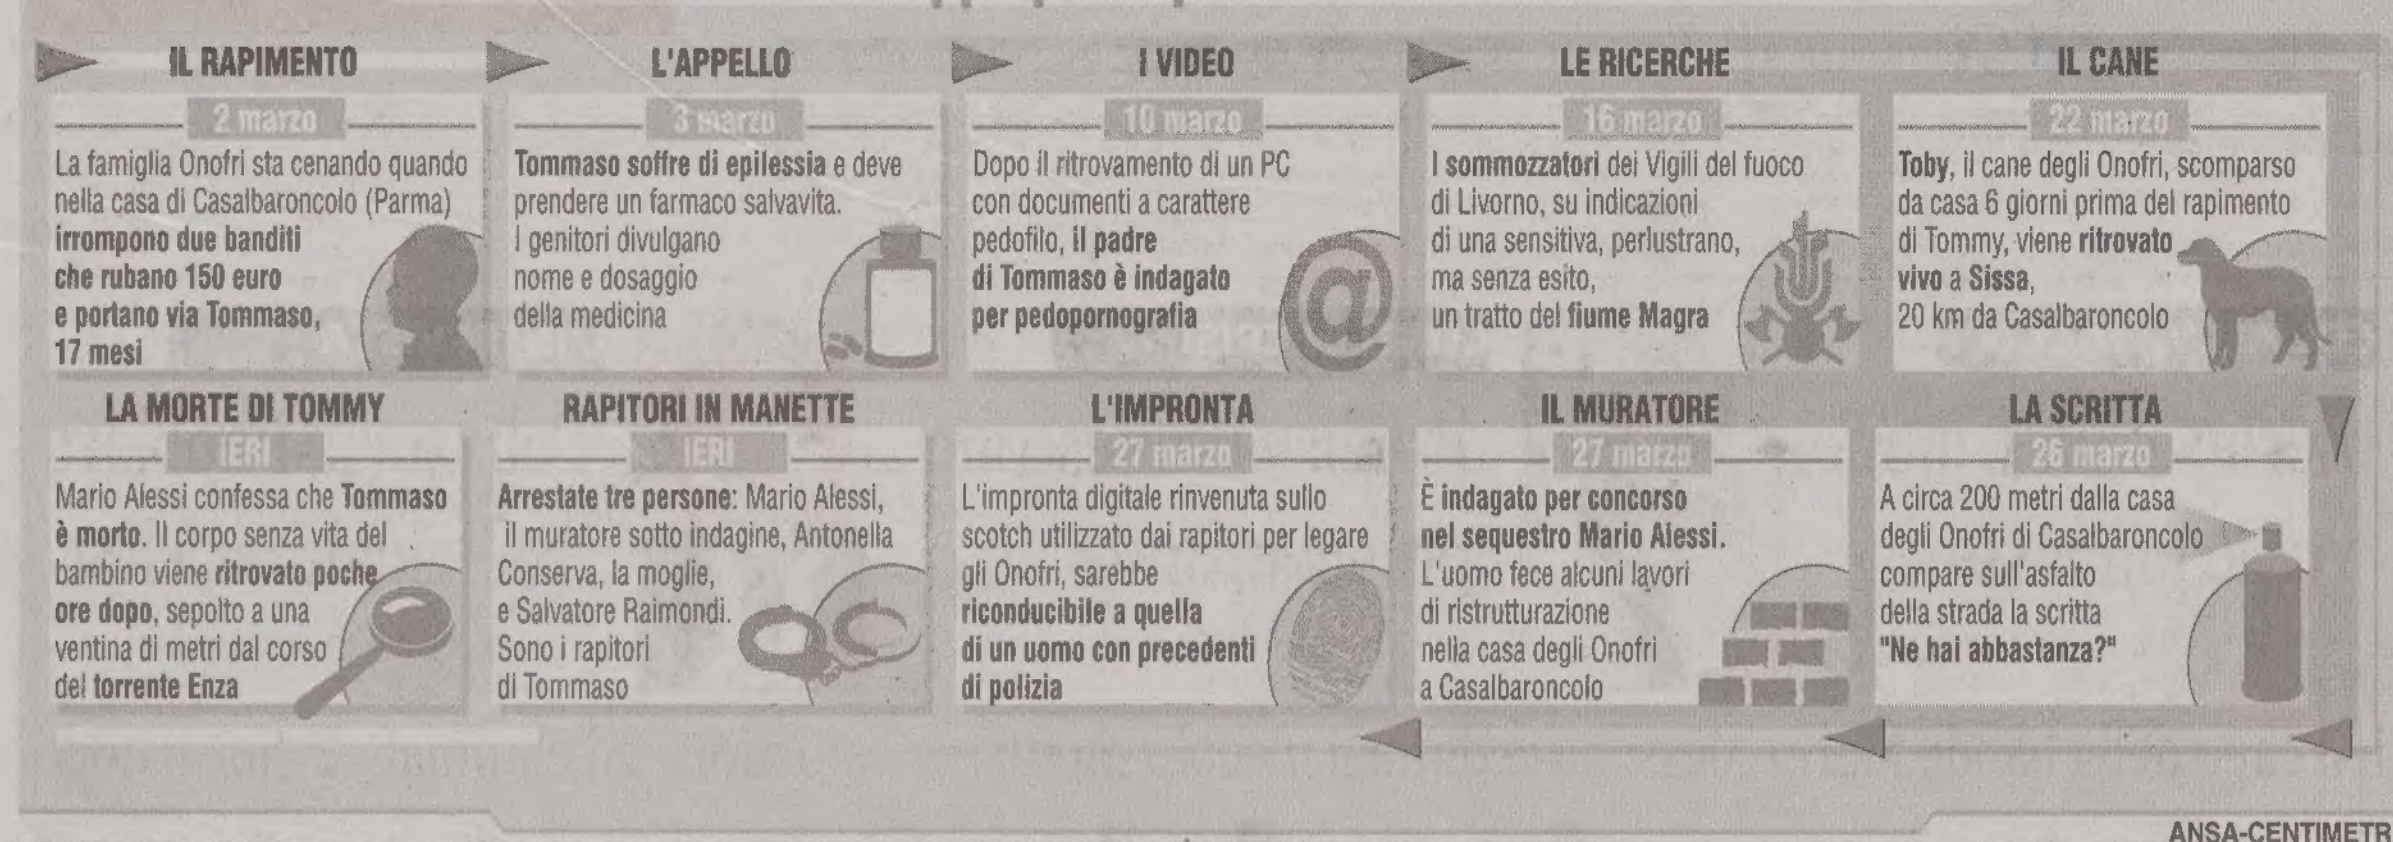 IL RAPIMENTO
2 marzo
La famiglia Onofri sta cenando quando
nella casa di Casalbaroncolo (Parma)
irrompono due banditi
che rubano 150 euro
e portano via Tommaso,
17 mesi
L'APPELLO
3 marzo
Tommaso soffre di epilessia e deve
prendere un farmaco salvavita.
I genitori divulgano
nome e dosaggio
della medicina
I VIDEO
10 marzo
Dopo il ritrovamento di un PC
con documenti a carattere
pedofilo, il padre
di Tommaso è indagato
per pedopornografia
LE RICERCHE
16 marzo
I sommozzatori dei Vigili del fuoco
di Livorno, su indicazioni
di una sensitiva, perlustrano,
ma senza esito,
un tratto del fiume Magra
IL CANE
22 marzo
Toby, il cane degli Onofri, scomparso
da casa 6 giorni prima del rapimento
di Tommy, viene ritrovato
vivo a Sissa,
20 km da Casalbaroncolo
LA SCRITTA
26 marzo
A circa 200 metri dalla casa
degli Onofri di Casalbaroncolo
compare sull'asfalto
della strada la scritta
"Ne hai abbastanza?"
IL MURATORE
27 marzo
È indagato per concorso
nel sequestro Mario Alessi.
L'uomo fece alcuni lavori
di ristrutturazione
nella casa degli Onofri
a Casalbaroncolo
L'IMPRONTA
27 marzo
L'impronta digitale rinvenuta sullo
scotch utilizzato dai rapitori per legare
gli Onofri, sarebbe
riconducibile a quella
di un uomo con precedenti
di polizia
RAPITORI IN MANETTE
IERI
Arrestate tre persone: Mario Alessi,
il muratore sotto indagine, Antonella
Conserva, la moglie,
e Salvatore Raimondi.
Sono i rapitori
di Tommaso
LA MORTE DI TOMMY
IERI
Mario Alessi confessa che Tommaso
è morto. Il corpo senza vita del
bambino viene ritrovato poche
ore dopo, sepolto a una
ventina di metri dal corso
del torrente Enza
ANSA-CENTIMETR